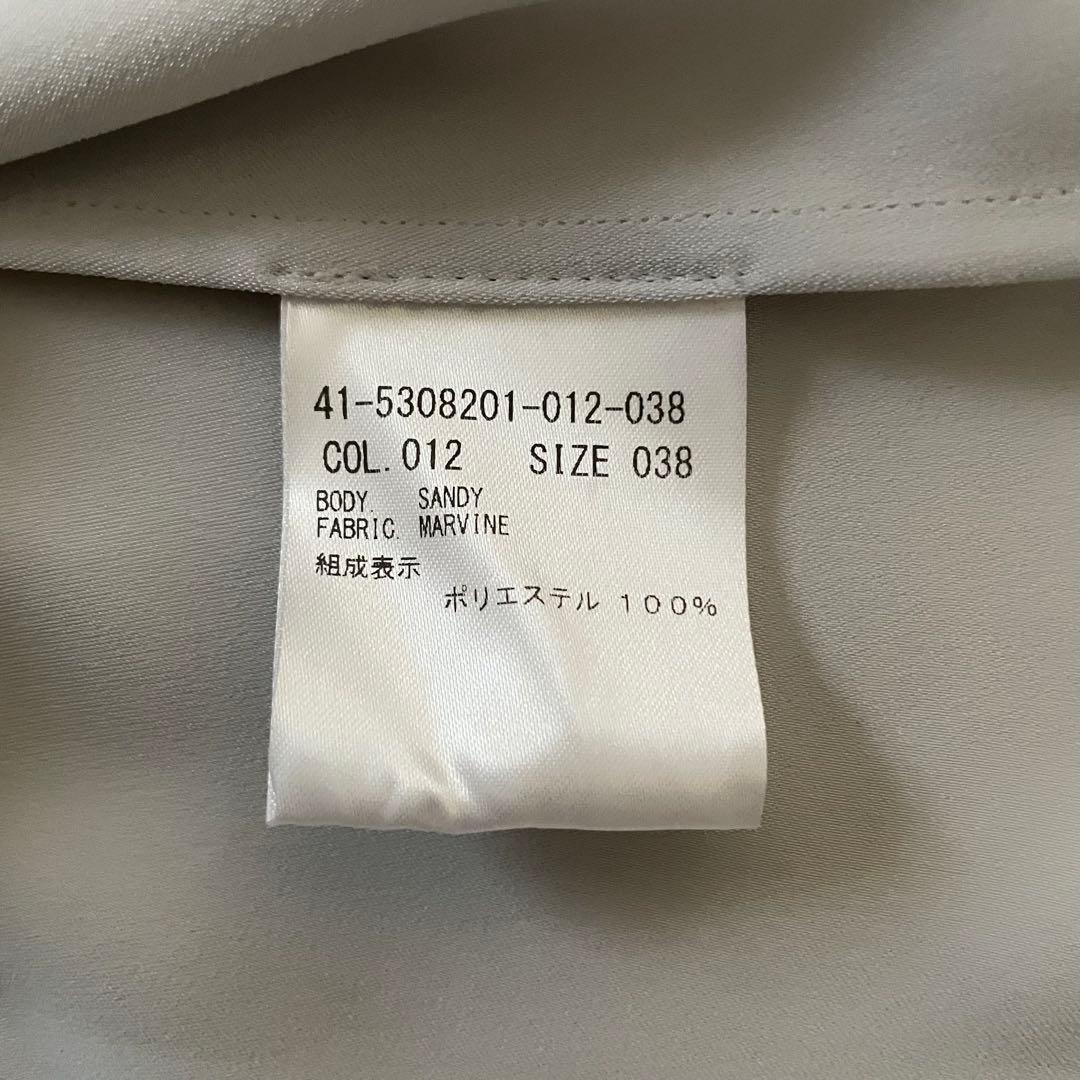 41-5308201-012-038
COL. 012 SIZE 038
BODY. SANDY
FABRIC. MARVINE
組成表示
ポリエステル 100%